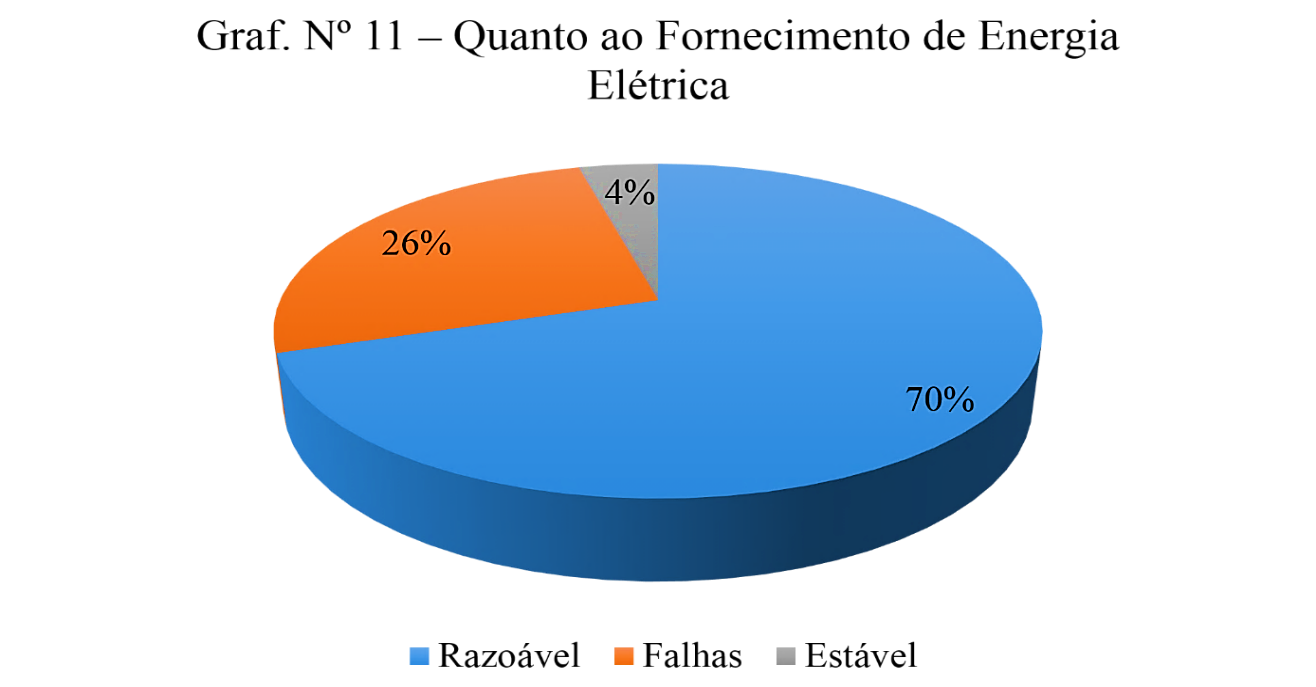 Graf. Nº 11 – Quanto ao Fornecimento de Energia
Elétrica
4%
26%
70%
Razoável Falhas Estável